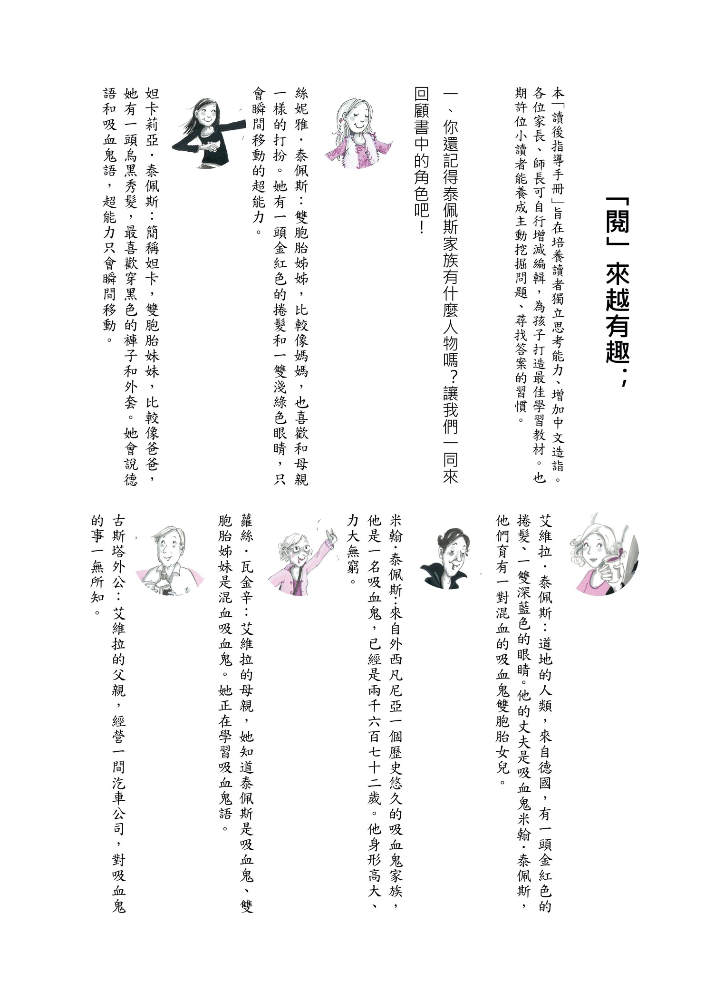 「閱」來越有趣；
本「讀後指導手冊」旨在培養讀者獨立思考能力、增加中文造詣。
各位家長、師長可自行增減編輯，為孩子打造最佳學習教材。也
期許位小讀者能養成主動挖掘問題、尋找答案的習慣。
一、你還記得泰佩斯家族有什麼人物嗎？讓我們一同來
回顧書中的角色吧！
絲妮雅．泰佩斯：雙胞胎姊姊，比較像媽媽，也喜歡和母親
一樣的打扮。她有一頭金紅色的捲髮和一雙淺綠色眼睛，只
會瞬間移動的超能力。
妲卡莉亞．泰佩斯：簡稱妲卡，雙胞胎妹妹，比較像爸爸，
她有一頭烏黑秀髮，最喜歡穿黑色的褲子和外套。她會說德
語和吸血鬼語，超能力只會瞬間移動。
艾維拉．泰佩斯：道地的人類，來自德國，有一頭金紅色的
捲髮、一雙深藍色的眼睛。他的丈夫是吸血鬼米翰．泰佩斯，
他們育有一對混血的吸血鬼雙胞胎女兒。
米翰．泰佩斯：來自外西凡尼亞一個歷史悠久的吸血鬼家族，
他是一名吸血鬼，已經是兩千六百七十二歲。他身形高大、
力大無窮。
蘿絲．瓦金辛：艾維拉的母親，她知道泰佩斯是吸血鬼、雙
胞胎姊妹是混血吸血鬼。她正在學習吸血鬼語。
古斯塔外公：艾維拉的父親，經營一間汽車公司，對吸血鬼
的事一無所知。